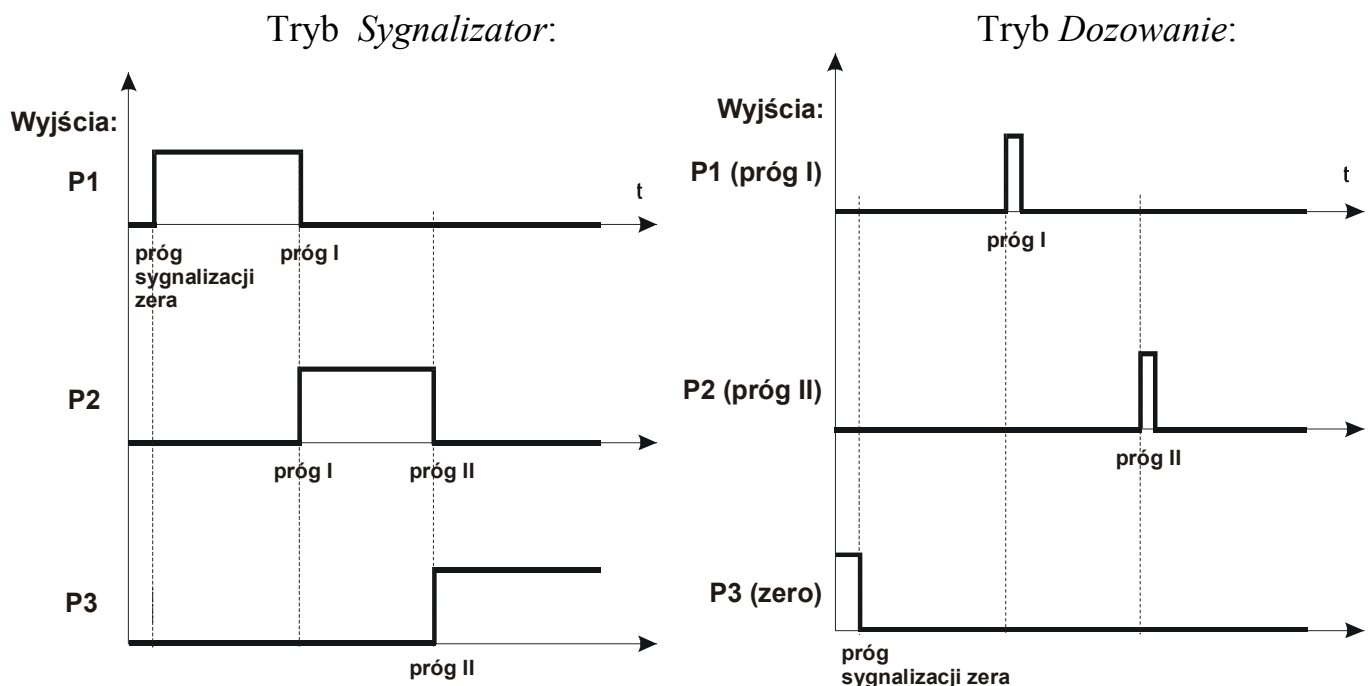 Tryb Sygnalizator:
Wyjścia:
P1
t
próg
sygnalizacji
zera
próg I
P2
próg I
próg II
P3
próg II
Tryb Dozowanie:
Wyjścia:
P1 (próg I)
t
próg I
P2 (próg II)
próg II
P3 (zero)
próg
sygnalizacji zera